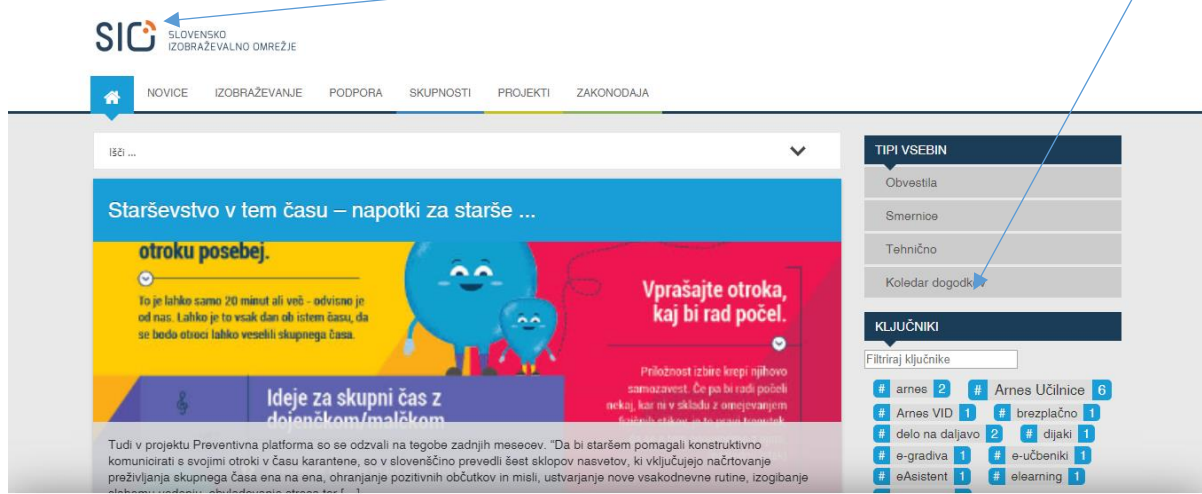 SIO SLOVENSKO
IZOBRAŽEVALNO OMREŽJE
NOVICE IZOBRAŽEVANJE PODPORA SKUPNOSTI PROJEKTI ZAKONODAJA
Išči ...
Starševstvo v tem času – napotki za starše ...
otroku posebej.
To je lahko samo 20 minut ali več - odvisno je
od nas. Lahko je to vsak dan ob istem času, da
se bodo otroci lahko veselili skupnega časa.
Vprašajte otroka,
kaj bi rad počel.
Priložnost izbire krepi njihovo
samozavest. Če pa bi radi počeli
nekaj, kar ni v skladu z omejevanjem
Ideje za skupni čas z
dojenčkom/malčkom
Tudi v projektu Preventivna platforma so se odzvali na tegobe zadnjih mesecev. "Da bi staršem pomagali konstruktivno
komunicirati s svojimi otroki v času karantene, so v slovenščino prevedli šest sklopov nasvetov, ki vključujejo načrtovanje
preživljanja skupnega časa ena na ena, ohranjanje pozitivnih občutkov in misli, ustvarjanje nove vsakodnevne rutine, izogibanje
TIPI VSEBIN
Obvestila
Smernice
Tehnično
Koledar dogodkov
KLJUČNIKI
Filtriraj ključnike
# arnes 2 # Arnes Učilnice 6
# Arnes VID 1 # brezplačno 1
# delo na daljavo 2 # dijaki 1
# e-gradiva 1 # e-učbeniki 1
# eAsistent 1 # elearning 1